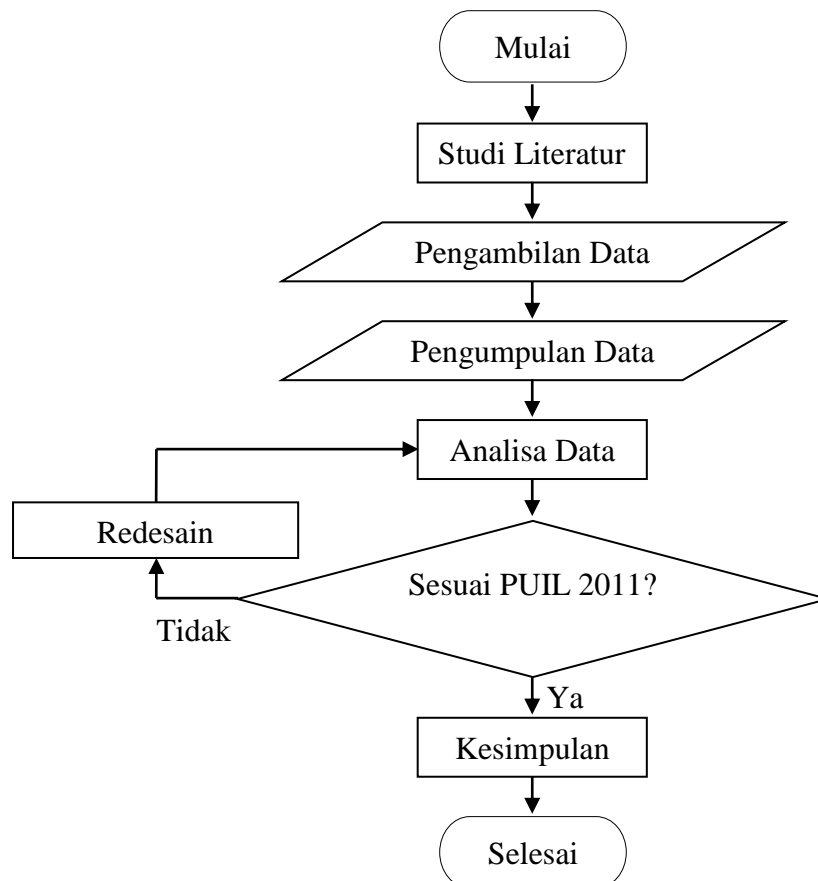 Mulai
Studi Literatur
Pengambilan Data
Pengumpulan Data
Analisa Data
Redesain
Sesuai PUIL 2011?
Tidak
Ya
Kesimpulan
Selesai